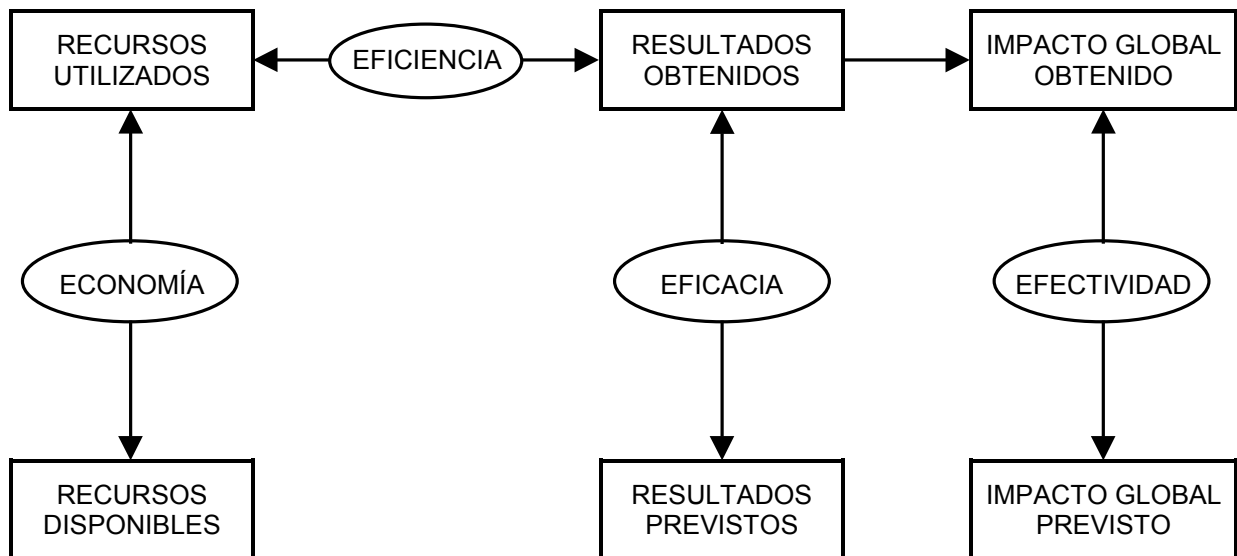 RECURSOS
UTILIZADOS
EFICIENCIA
RESULTADOS
OBTENIDOS
IMPACTO GLOBAL
OBTENIDO
ECONOMÍA
EFICACIA
EFECTIVIDAD
RECURSOS
DISPONIBLES
RESULTADOS
PREVISTOS
IMPACTO GLOBAL
PREVISTO